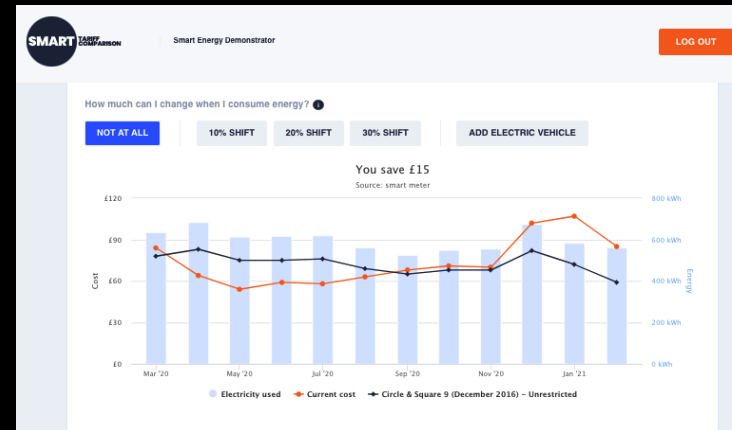 SMART TARIFF
COMPARISON
Smart Energy Demonstrator
LOG OUT
How much can I change when I consume energy? i
NOT AT ALL
10% SHIFT
20% SHIFT
30% SHIFT
ADD ELECTRIC VEHICLE
You save £15
Source: smart meter
£120
£90
£60
£30
£0
Cost
800 kWh
600 kWh
400 kWh
200 kWh
0 kWh
Energy
Mar '20
May '20
Jul '20
Sep '20
Nov '20
Jan '21
Electricity used
Current cost
Circle & Square 9 (December 2016) – Unrestricted